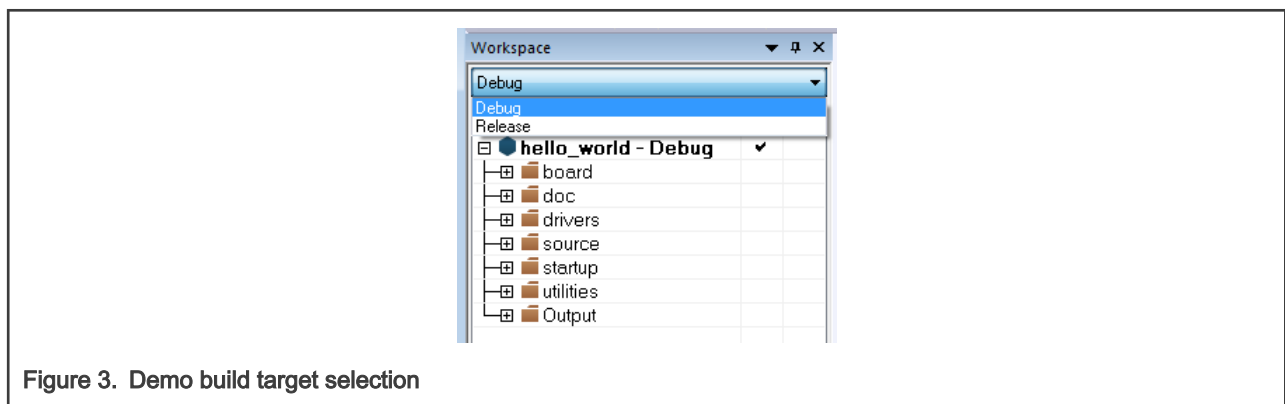 Workspace
Debug
Debug
Release
hello_world - Debug
board
doc
drivers
source
startup
utilities
Output
Figure 3. Demo build target selection